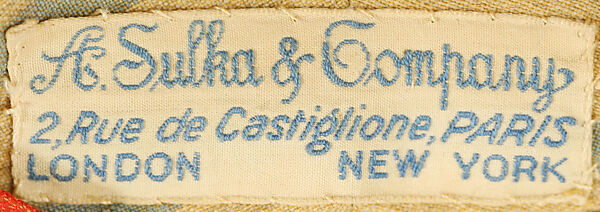 A. Sulka & Company
2, Rue de Castiglione, PARIS
LONDON NEW YORK